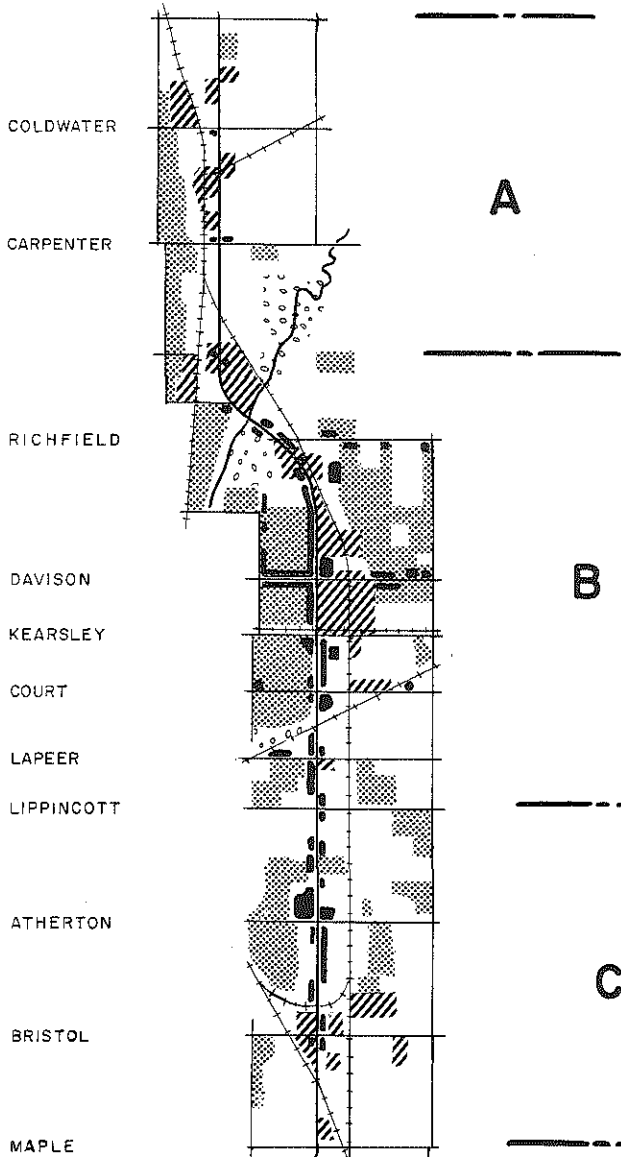 COLDWATER
A
CARPENTER
RICHFIELD
DAVISON
B
KEARSLEY
COURT
LAPEER
LIPPINCOTT
ATHERTON
C
BRISTOL
MAPLE